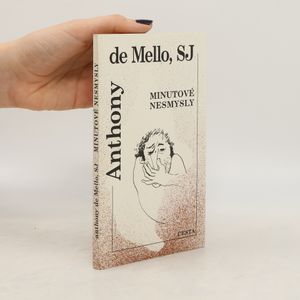 de Mello, SJ
Anthony
MINUTOVÉ
NESMYSLY
CESTA
anthony de Mello, SJ MINUTOVÉ NESMYSLY